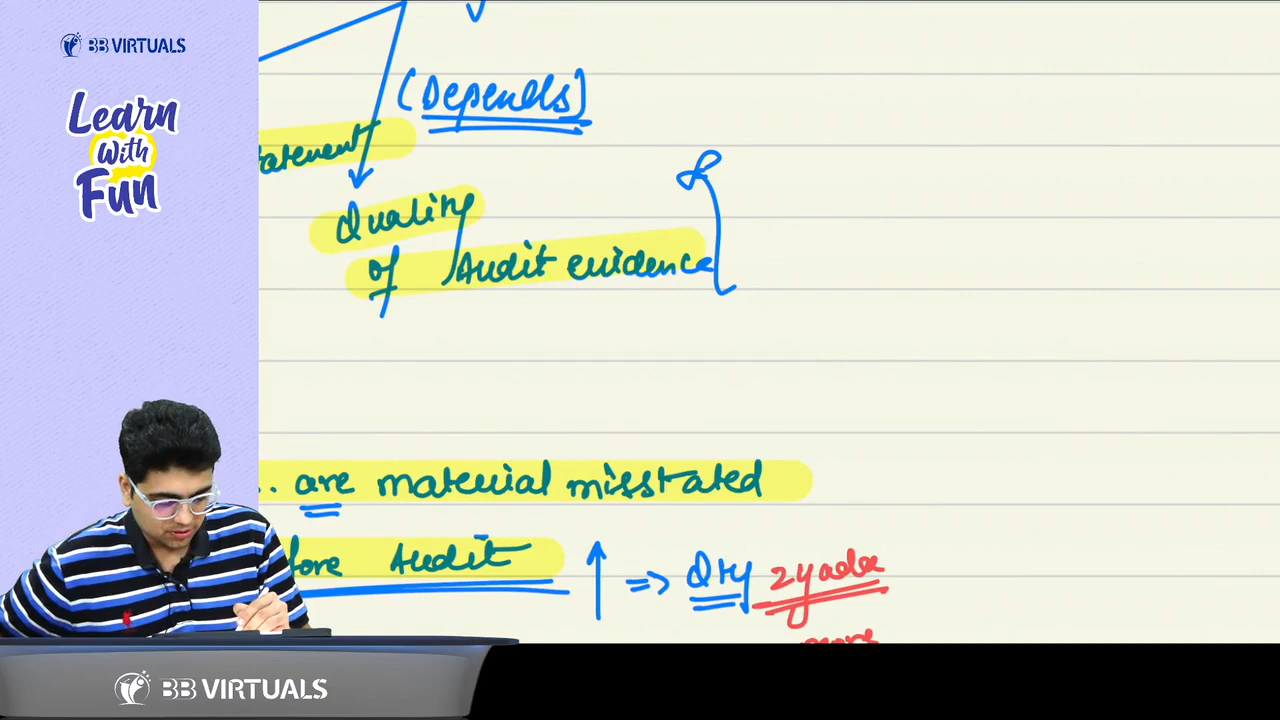 BB VIRTUALS
Learn
With
Fun
(Depends)
tatement
Quality
of Audit evidence
.. are material misstated
fore Audit ↑ => Qty zyada
more
BB VIRTUALS